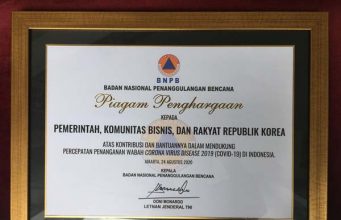 BNPB
BADAN NASIONAL PENANGGULANGAN BENCANA
Piagam Penghargaan
KEPADA
PEMERINTAH, KOMUNITAS BISNIS, DAN RAKYAT REPUBLIK KOREA
ATAS KONTRIBUSI DAN BANTUANNYA DALAM MENDUKUNG
PERCEPATAN PENANGANAN WABAH CORONA VIRUS DISEASE 2019 (COVID-19) DI INDONESIA.
JAKARTA, 24 AGUSTUS 2020
KEPALA
BADAN NASIONAL PENANGGULANGAN BENCANA
DONI MONARDO
LETNAN JENDERAL TNI